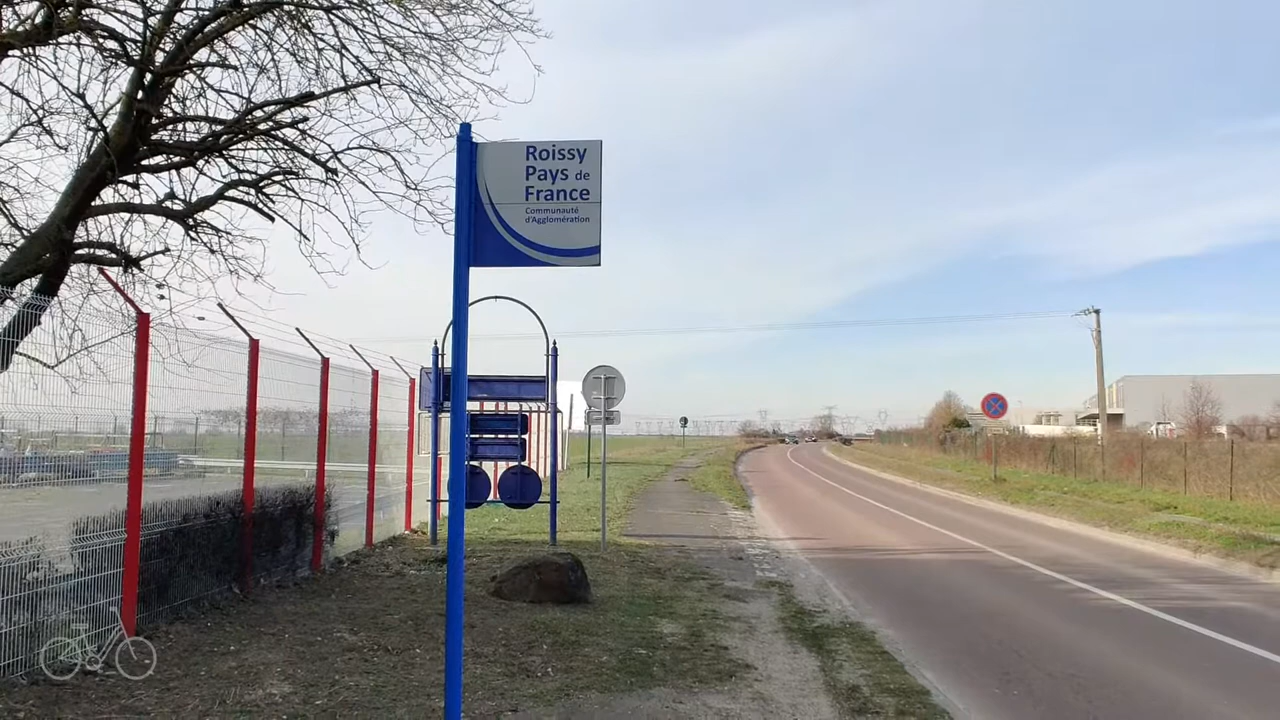 Roissy
Pays de
France
Communauté
d'Agglomération